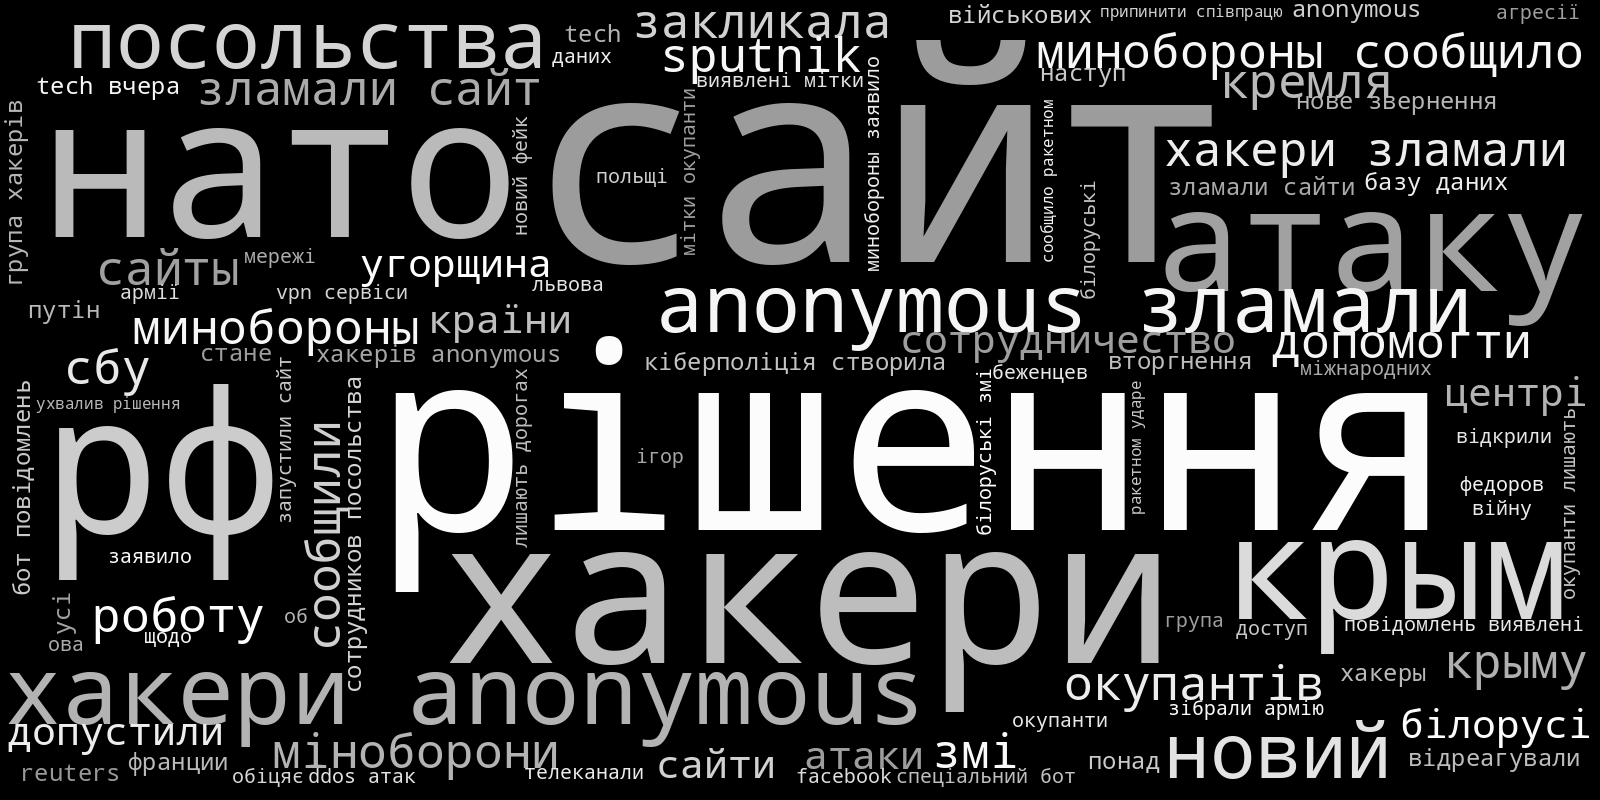 посольства
tech
закликала
військових
припинити співпрацю
anonymous
агресії
даних
sputnik
минобороны сообщило
tech вчера
зламали сайт
виявлені мітки
наступ
кремля
нове звернення
група хакерів
нато
новий фейк
сайт
польщі
мітки окупанти
минобороны заявило
сообщило ракетном
білоруські
хакери зламали
зламали сайти
базу даних
атаку
сайты
мережі
угорщина
львова
армії
vpn сервіси
путін
минобороны
країни
anonymous зламали
сотрудничество
допомогти
сбу
стане
хакерів anonymous
кіберполіція створила
беженцев
вторгнення
міжнародних
ухвалив рішення
бот повідомлень
рф
запустили сайт
сообщили
сотрудников посольства
рішення
лишають дорогах
ігор
білоруські змі
ракетном ударе
центрі
відкрили
федоров
війну
окупанти лишають
заявило
хакери
крым
усі
роботу
щодо
об
ова
група
доступ
повідомлень виявлені
хакери anonymous
окупантів
хакеры
крыму
зібрали армію
допустили
окупанти
білорусі
reuters
франции
міноборони
обіцяє
ddos атак
телеканали
сайти
атаки
змі
facebook
спеціальний бот
понад
новий
відреагували